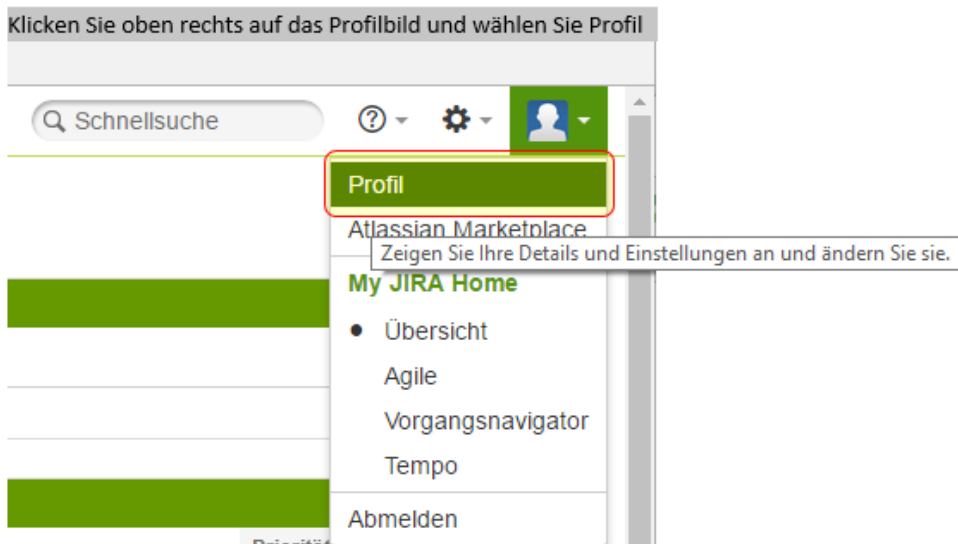 Klicken Sie oben rechts auf das Profilbild und wählen Sie Profil
Schnellsuche
Profil
Atlassian Marketplace
Zeigen Sie Ihre Details und Einstellungen an und ändern Sie sie.
My JIRA Home
Übersicht
Agile
Vorgangsnavigator
Tempo
Abmelden